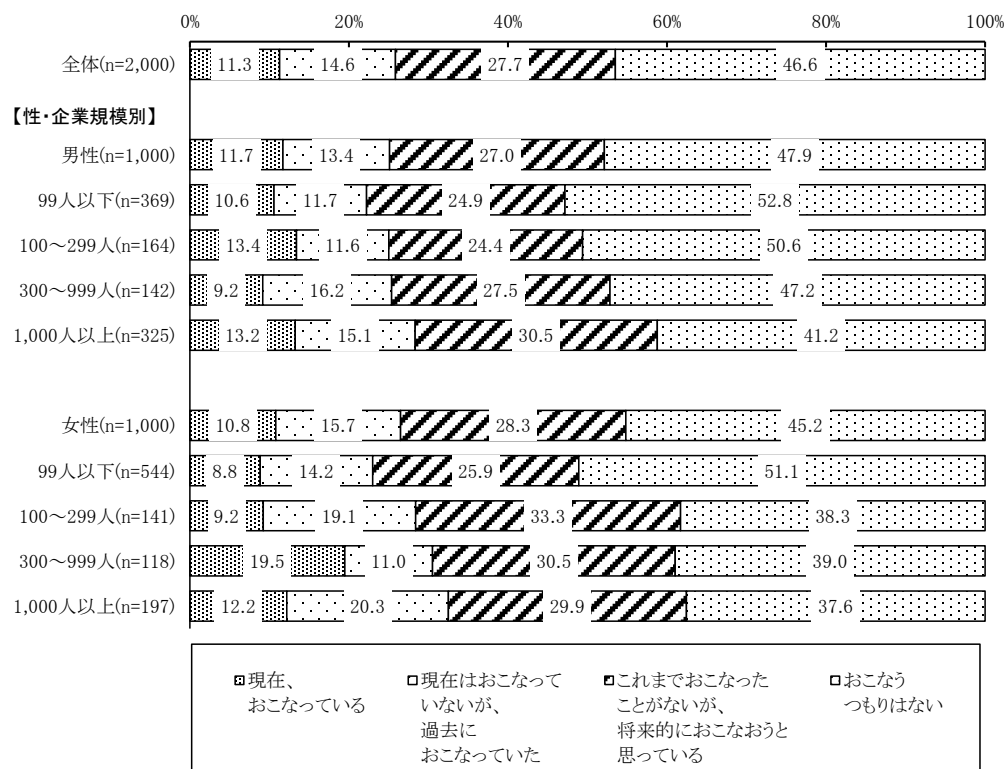 0% 20% 40% 60% 80% 100%
全体(n=2,000) 11.3 14.6 27.7 46.6
【性・企業規模別】
男性(n=1,000) 11.7 13.4 27.0 47.9
99人以下(n=369) 10.6 11.7 24.9 52.8
100～299人(n=164) 13.4 11.6 24.4 50.6
300～999人(n=142) 9.2 16.2 27.5 47.2
1,000人以上(n=325) 13.2 15.1 30.5 41.2
女性(n=1,000) 10.8 15.7 28.3 45.2
99人以下(n=544) 8.8 14.2 25.9 51.1
100～299人(n=141) 9.2 19.1 33.3 38.3
300～999人(n=118) 19.5 11.0 30.5 39.0
1,000人以上(n=197) 12.2 20.3 29.9 37.6
現在、
おこなっている
現在はおこなって
いないが、
過去に
おこなっていた
これまでおこなった
ことがないが、
将来的におこなおうと
思っている
おこなう
つもりはない